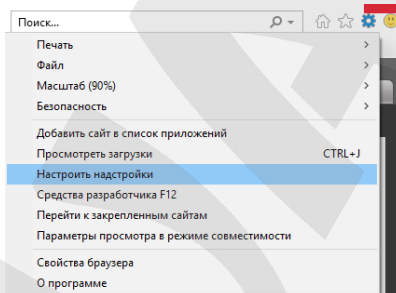 Поиск...
Печать
Файл
Масштаб (90%)
Безопасность
Добавить сайт в список приложений
Просмотреть загрузки CTRL+J
Настроить надстройки
Средства разработчика F12
Перейти к закрепленным сайтам
Параметры просмотра в режиме совместимости
Свойства браузера
О программе